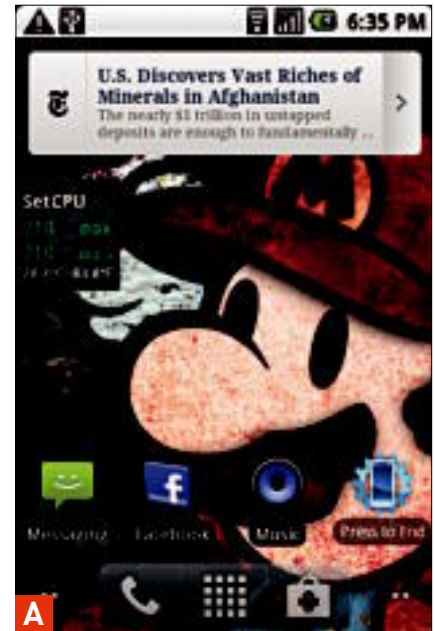 6:35 PM
U.S. Discovers Vast Riches of
Minerals in Afghanistan
The nearly $1 trillion in untapped
deposits are enough to fundamentally ...
SetCPU
Messaging
Facebook
Music
Press to End
A